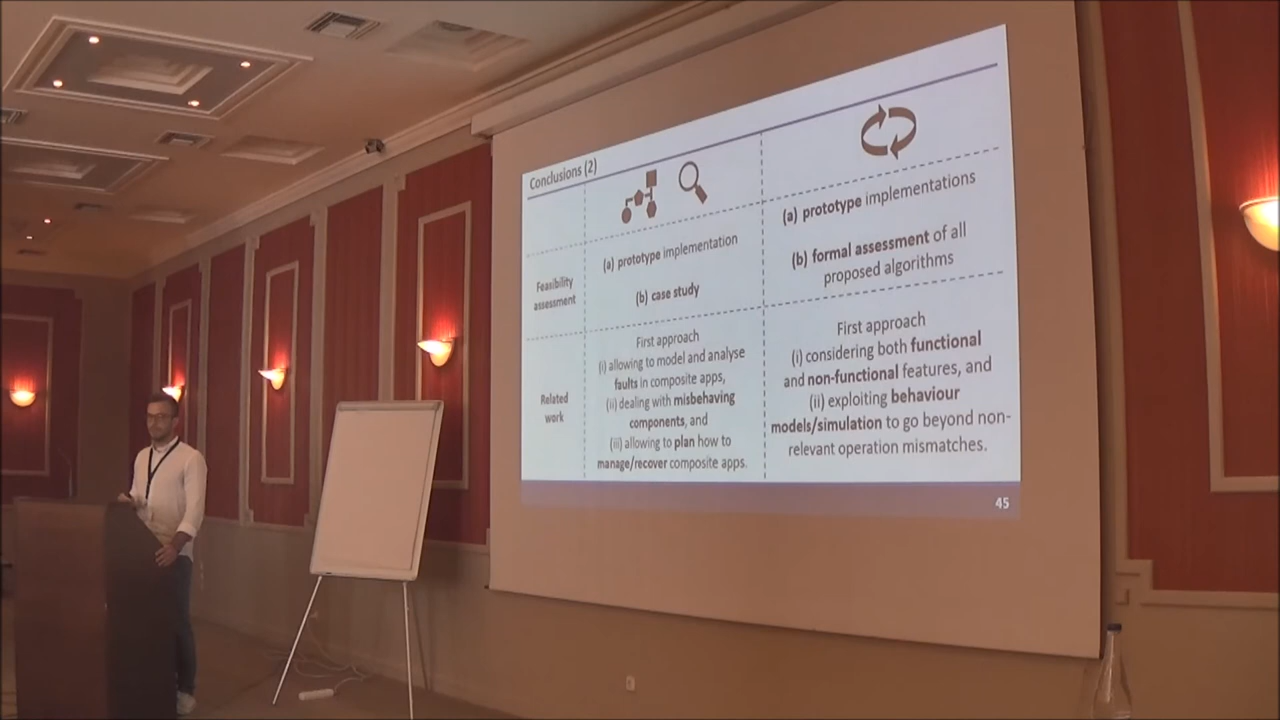 Conclusions (2)
Feasibility
assessment
(a) prototype implementation
(b) case study
(a) prototype implementations
(b) formal assessment of all
proposed algorithms
Related
work
First approach
(i) allowing to model and analyse
faults in composite apps,
(ii) dealing with misbehaving
components, and
(iii) allowing to plan how to
manage/recover composite apps.
First approach
(i) considering both functional
and non-functional features, and
(ii) exploiting behaviour
models/simulation to go beyond non-
relevant operation mismatches.
45